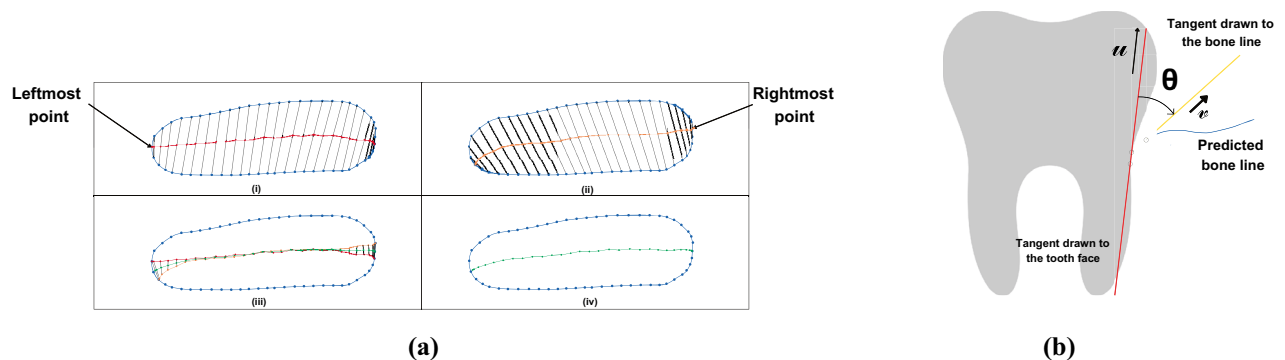 Leftmost
point
Rightmost
point
(i)
(ii)
(iii)
(iv)
(a)
u
θ
v
Tangent drawn to
the bone line
Predicted
bone line
Tangent drawn to
the tooth face
(b)